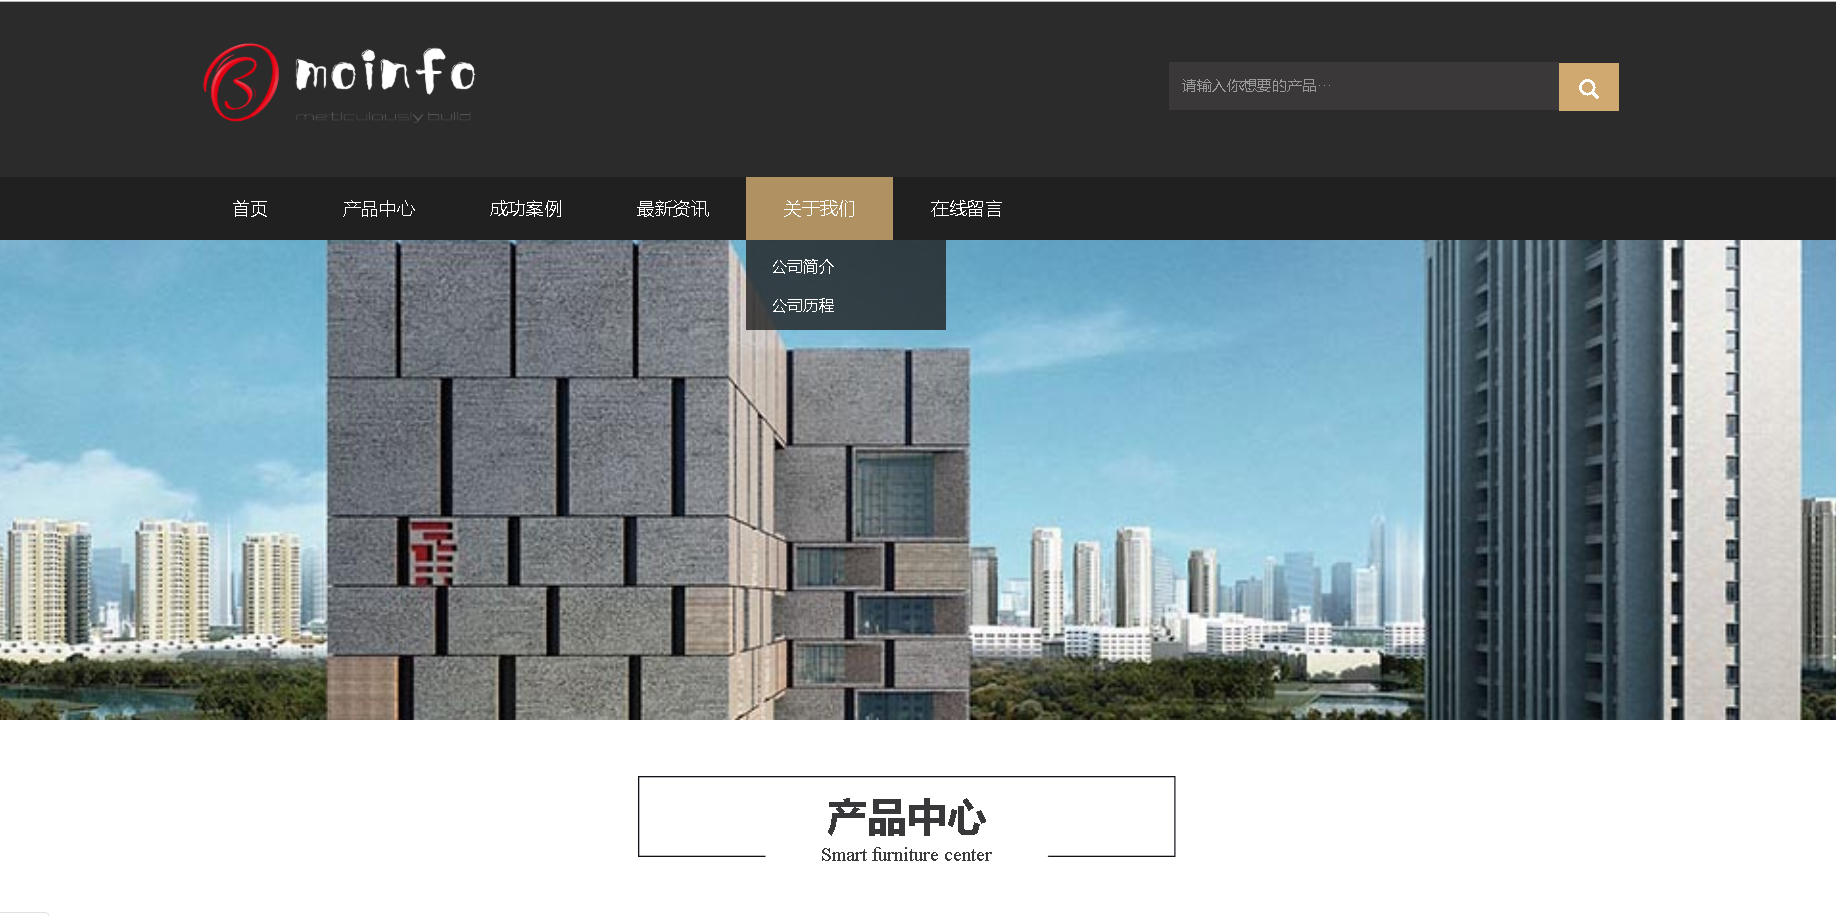 moinfo
meticulously build
请输入你想要的产品…
首页
产品中心
成功案例
最新资讯
关于我们
在线留言
公司简介
公司历程
产品中心
Smart furniture center